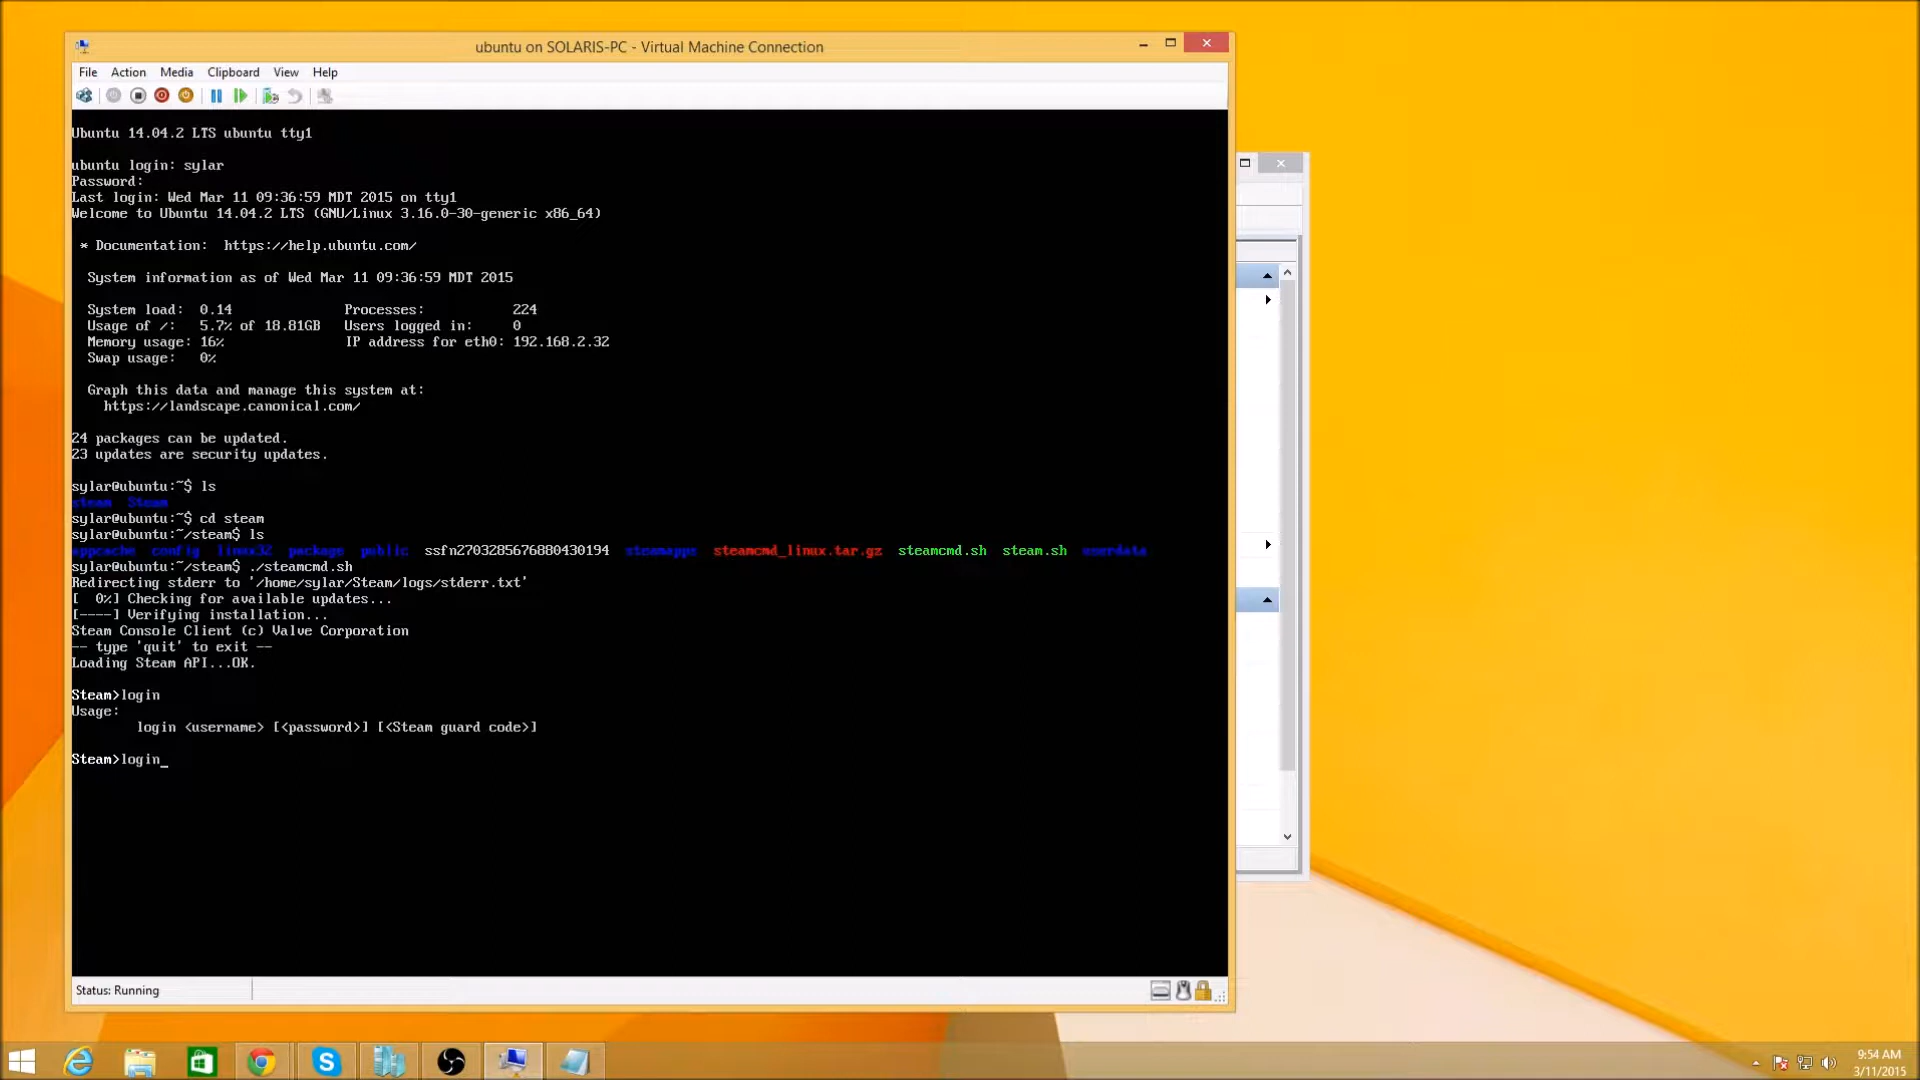 ubuntu on SOLARIS-PC - Virtual Machine Connection
File Action Media Clipboard View Help
Ubuntu 14.04.2 LTS ubuntu tty1
ubuntu login: sylar
Password:
Last login: Wed Mar 11 09:36:59 MDT 2015 on tty1
Welcome to Ubuntu 14.04.2 LTS (GNU/Linux 3.16.0-30-generic x86_64)
* Documentation: https://help.ubuntu.com/
System information as of Wed Mar 11 09:36:59 MDT 2015
System load: 0.14 Processes: 224
Usage of /: 5.7% of 18.81GB Users logged in: 0
Memory usage: 16% IP address for eth0: 192.168.2.32
Swap usage: 0%
Graph this data and manage this system at:
https://landscape.canonical.com/
24 packages can be updated.
23 updates are security updates.
sylar@ubuntu:~$ ls
steam Steam
sylar@ubuntu:~$ cd steam
sylar@ubuntu:~/steam$ ls
appcache config linux32 package public ssfn2703285676880430194 steamapps steamcmd_linux.tar.gz steamcmd.sh steam.sh userdata
sylar@ubuntu:~/steam$ ./steamcmd.sh
Redirecting stderr to '/home/sylar/Steam/logs/stderr.txt'
[ 0%] Checking for available updates...
[----] Verifying installation...
Steam Console Client (c) Valve Corporation
-- type 'quit' to exit --
Loading Steam API...OK.
Steam>login
Usage:
login <username> [<password>] [<Steam guard code>]
Steam>login_
Status: Running
9:54 AM
3/11/2015